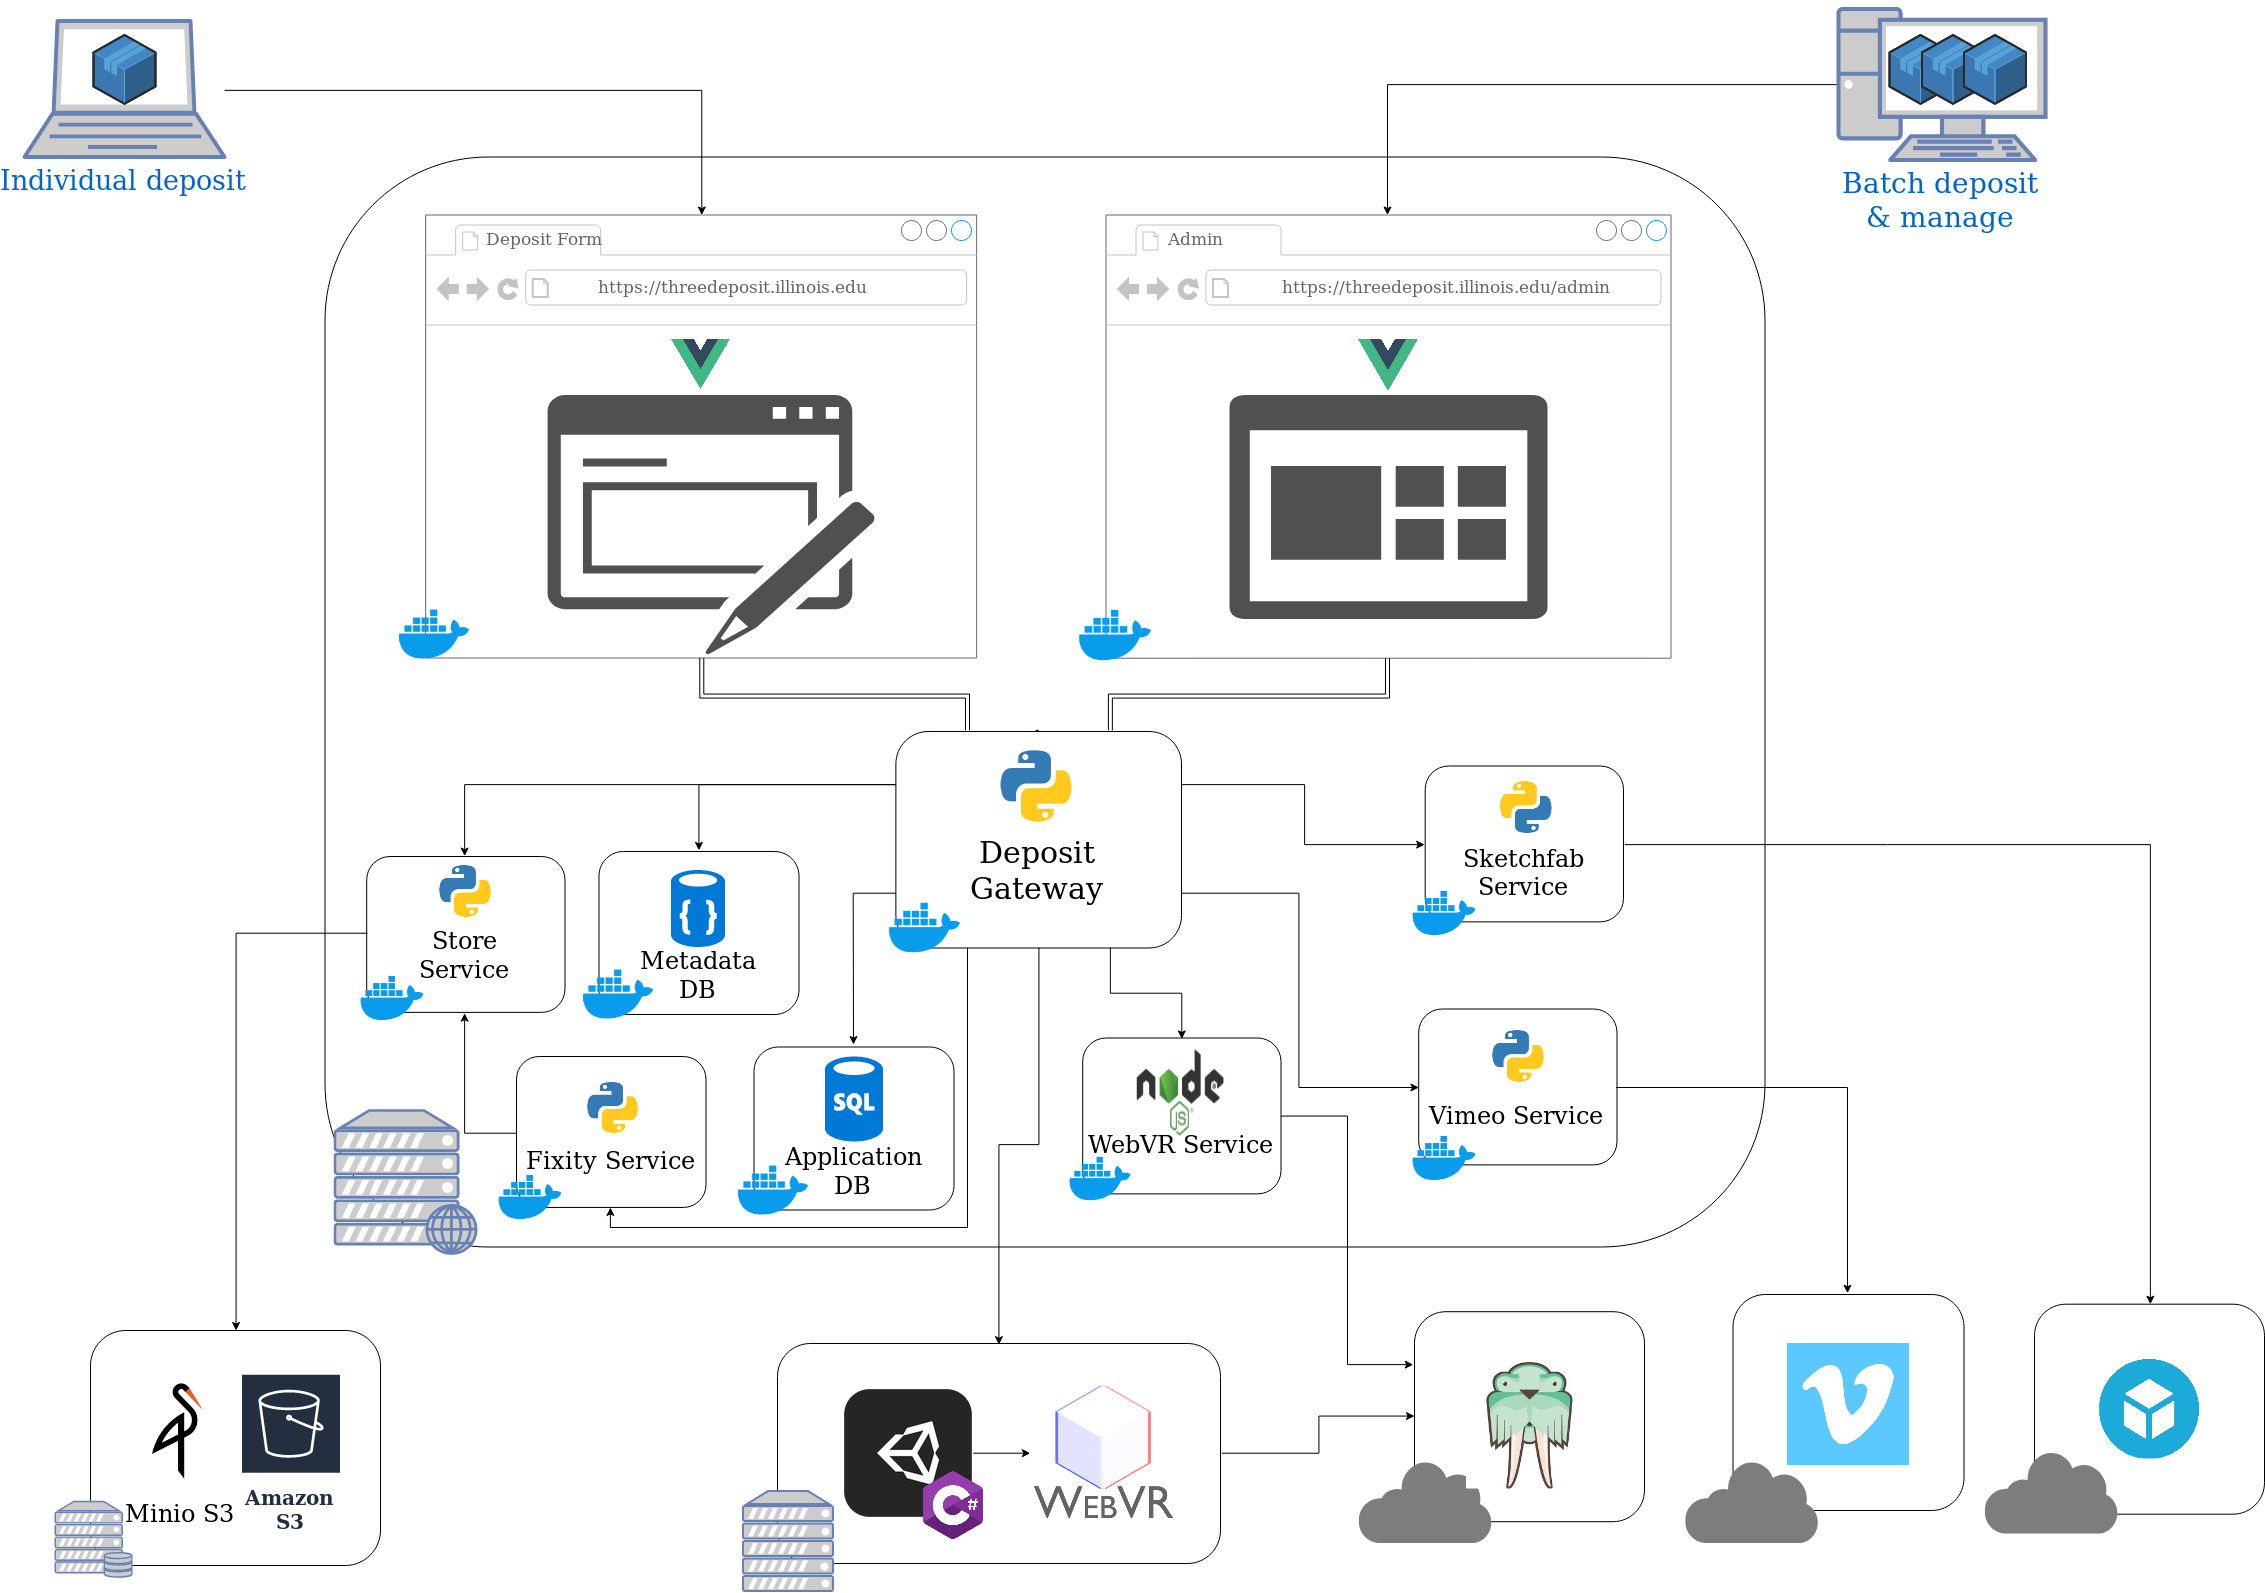 Individual deposit
Batch deposit
& manage
Deposit Form
https://threedeposit.illinois.edu
Admin
https://threedeposit.illinois.edu/admin
Deposit
Gateway
Sketchfab
Service
Store
Service
{ }
Metadata
DB
Vimeo Service
node
JS
WebVR Service
SQL
Application
DB
Fixity Service
Minio S3
Amazon
S3
C#
WEBVR